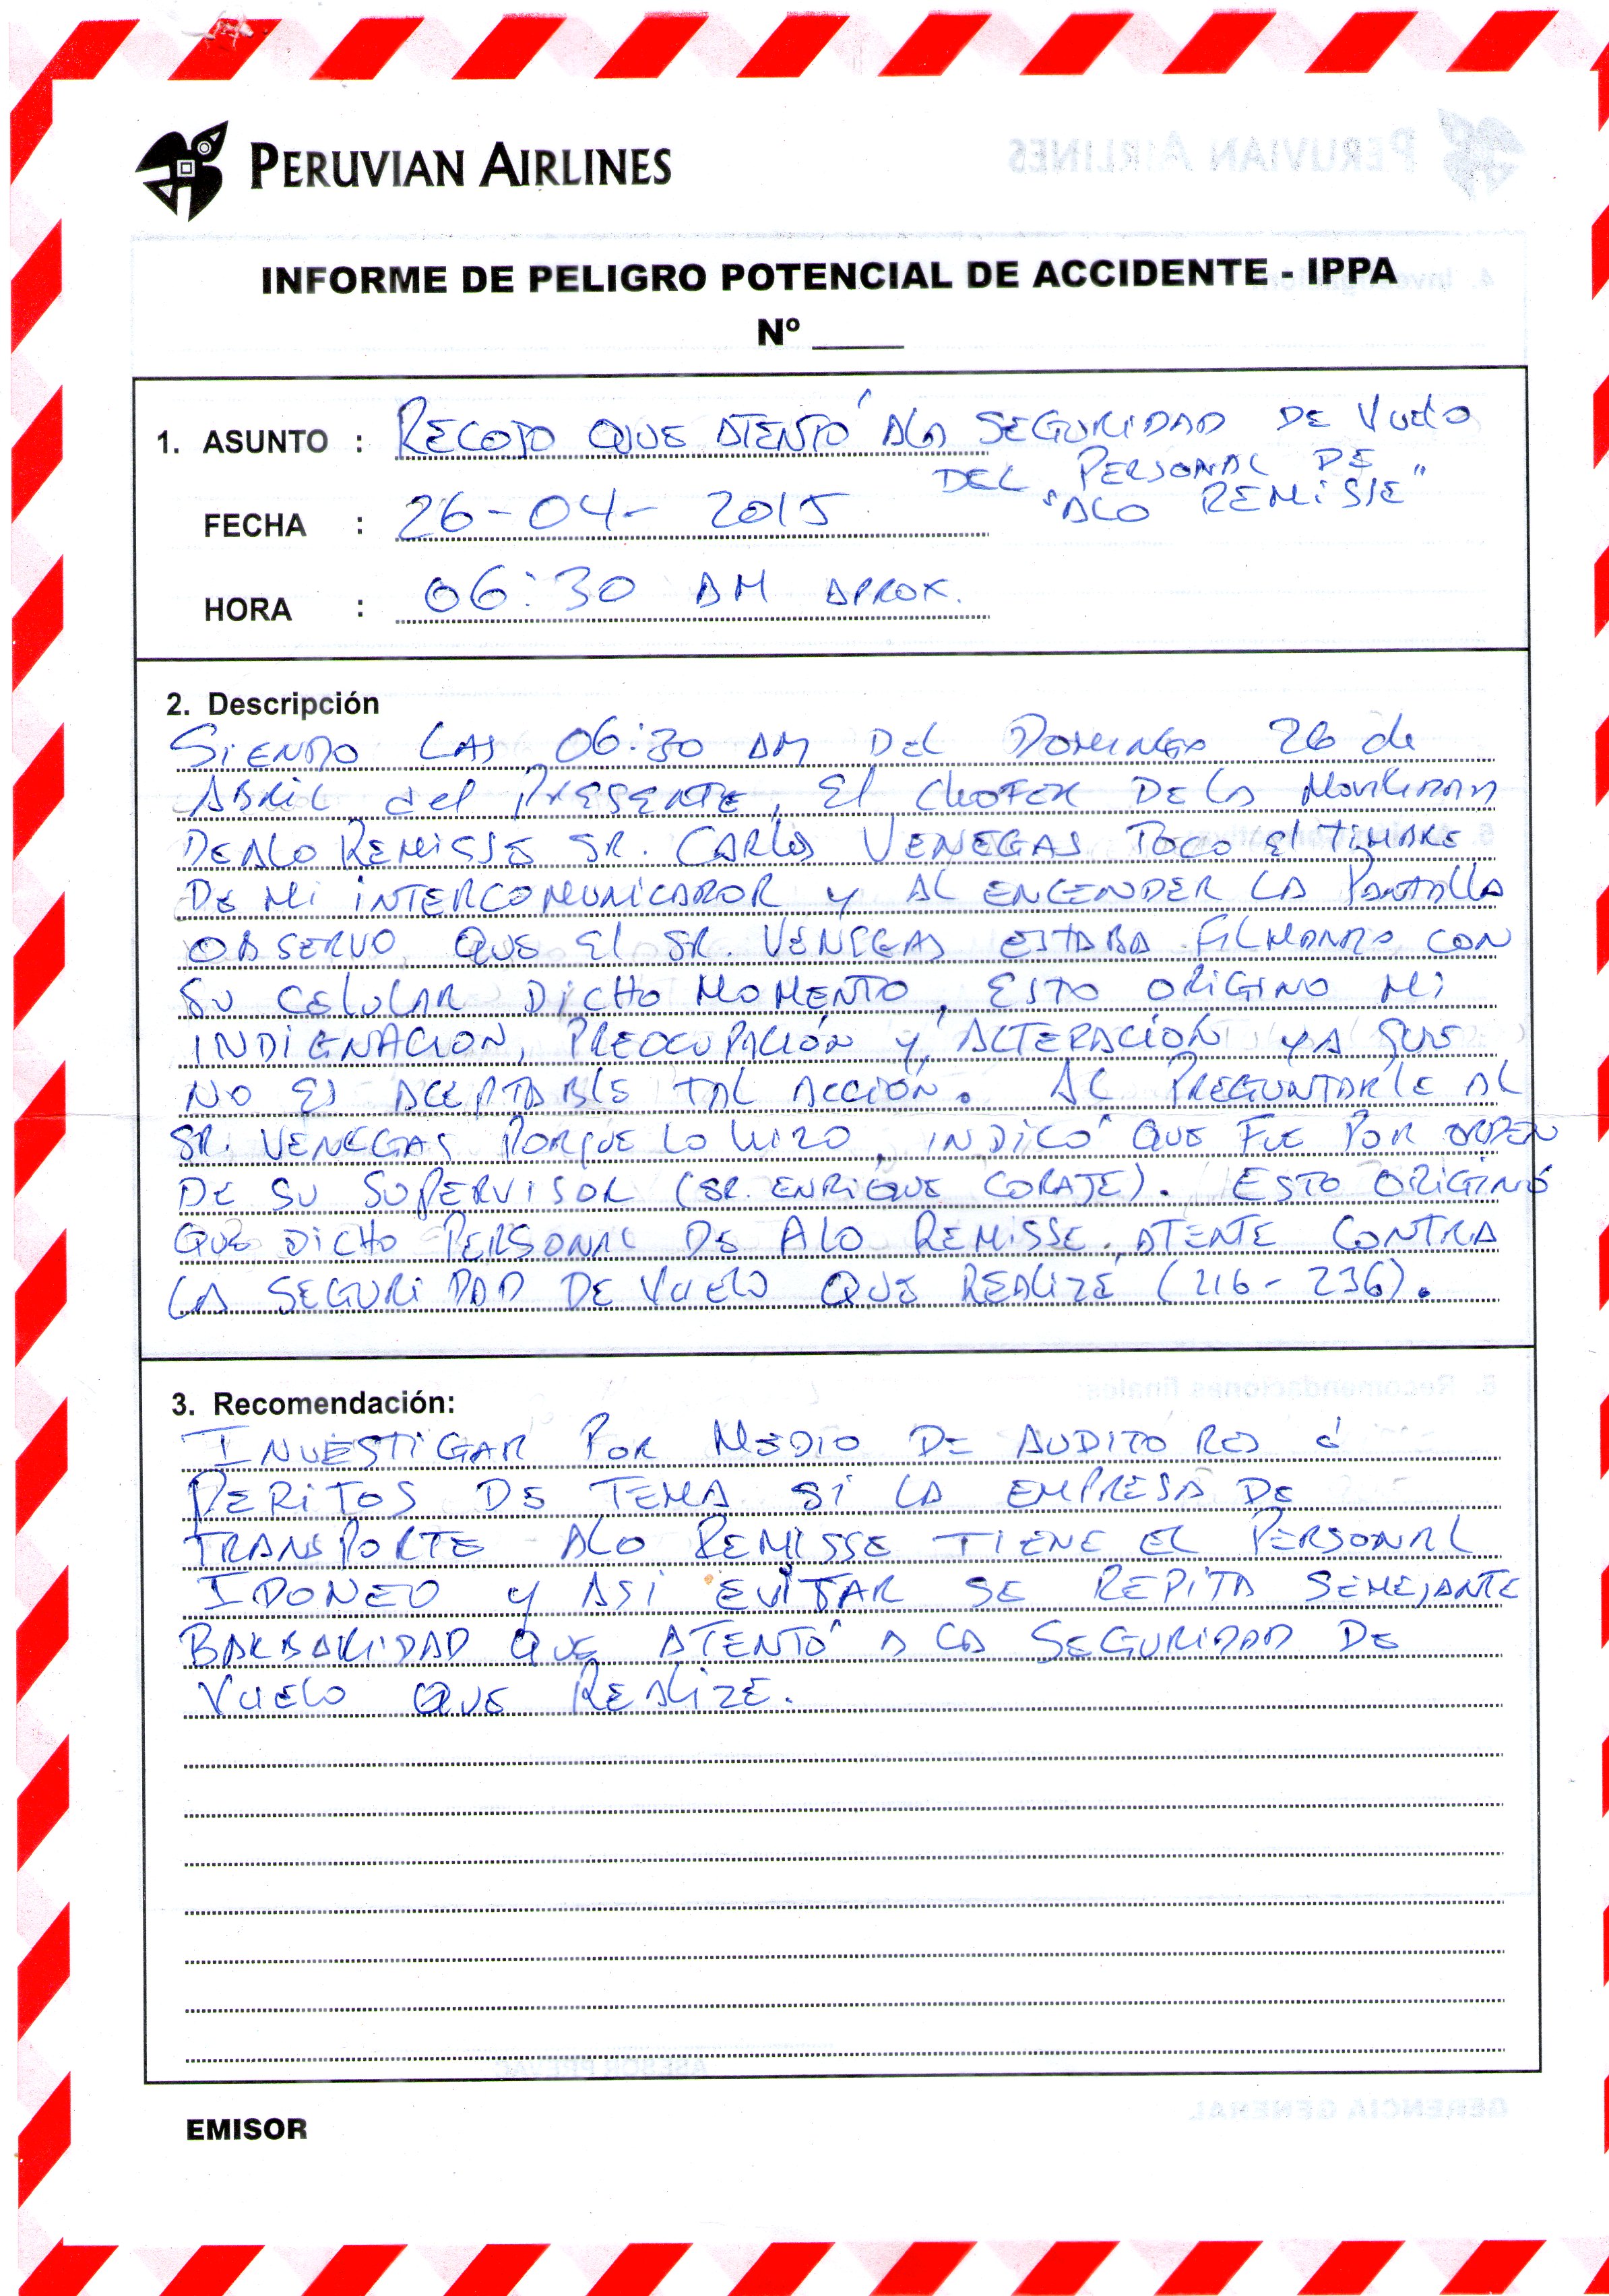 PERUVIAN AIRLINES
INFORME DE PELIGRO POTENCIAL DE ACCIDENTE - IPPA
Nº _____
1. ASUNTO : RECOJO QUE ATENTÓ A LA SEGURIDAD DE VUELO
DEL PERSONAL DE
"ALO REMISSE"
FECHA : 26-04-2015
HORA : 06:30 AM APROX.
2. Descripción
SIENDO LAS 06:30 AM DEL DOMINGO 26 de
ABRIL del PRESENTE, El CHOFER DE LA MOVILIDAD
DE ALO REMISSE SR. CARLOS VENEGAS TOCO El TIMBRE
DE MI INTERCOMUNICADOR Y AL ENCENDER LA PANTALLA
OBSERVO QUE El SR. VENEGAS ESTABA FILMANDO CON
SU CELULAR DICHO MOMENTO, ESTO ORIGINO MI
INDIGNACION, PREOCUPACIÓN Y ALTERACIÓN YA QUE
NO ES ACEPTABLE TAL ACCIÓN. AL PREGUNTARLE AL
SR. VENEGAS PORQUE LO HIZO, INDICÓ QUE FUE POR ORDEN
DE SU SUPERVISOR (SR. ENRIQUE CORAJE). ESTO ORIGINÓ
QUE DICHO PERSONAL DE ALO REMISSE, ATENTE CONTRA
LA SEGURIDAD DE VUELO QUE REALIZÉ (216-236).
3. Recomendación:
INVESTIGAR POR MEDIO DE AUDITORES ó
PERITOS DE TEMA SI LA EMPRESA DE
TRANSPORTE ALO REMISSE TIENE EL PERSONAL
IDONEO Y ASI EVITAR SE REPITA SEMEJANTE
BARBARIDAD QUE ATENTÓ A LA SEGURIDAD DE
VUELO QUE REALIZE.
EMISOR